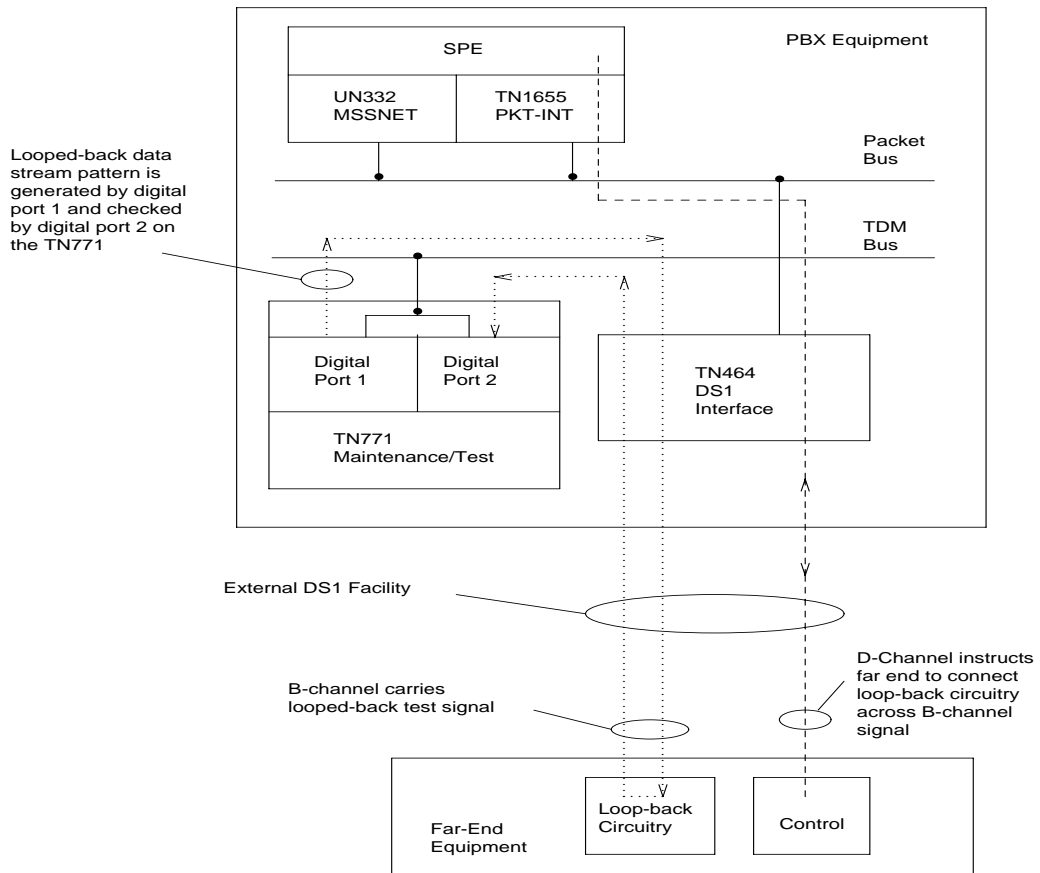 SPE
PBX Equipment
UN332
MSSNET
TN1655
PKT-INT
Packet
Bus
Looped-back data
stream pattern is
generated by digital
port 1 and checked
by digital port 2 on
the TN771
TDM
Bus
Digital
Port 1
Digital
Port 2
TN464
DS1
Interface
TN771
Maintenance/Test
External DS1 Facility
B-channel carries
looped-back test signal
D-Channel instructs
far end to connect
loop-back circuitry
across B-channel
signal
Loop-back
Circuitry
Control
Far-End
Equipment